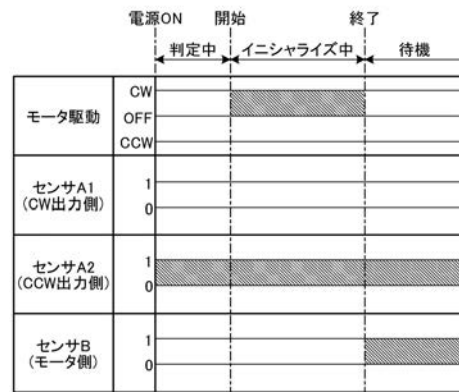 電源ON 開始 終了
判定中 イニシャライズ中 待機
モータ駆動
CW
OFF
CCW
センサA1
(CW出力側)
1
0
センサA2
(CCW出力側)
1
0
センサB
(モータ側)
1
0